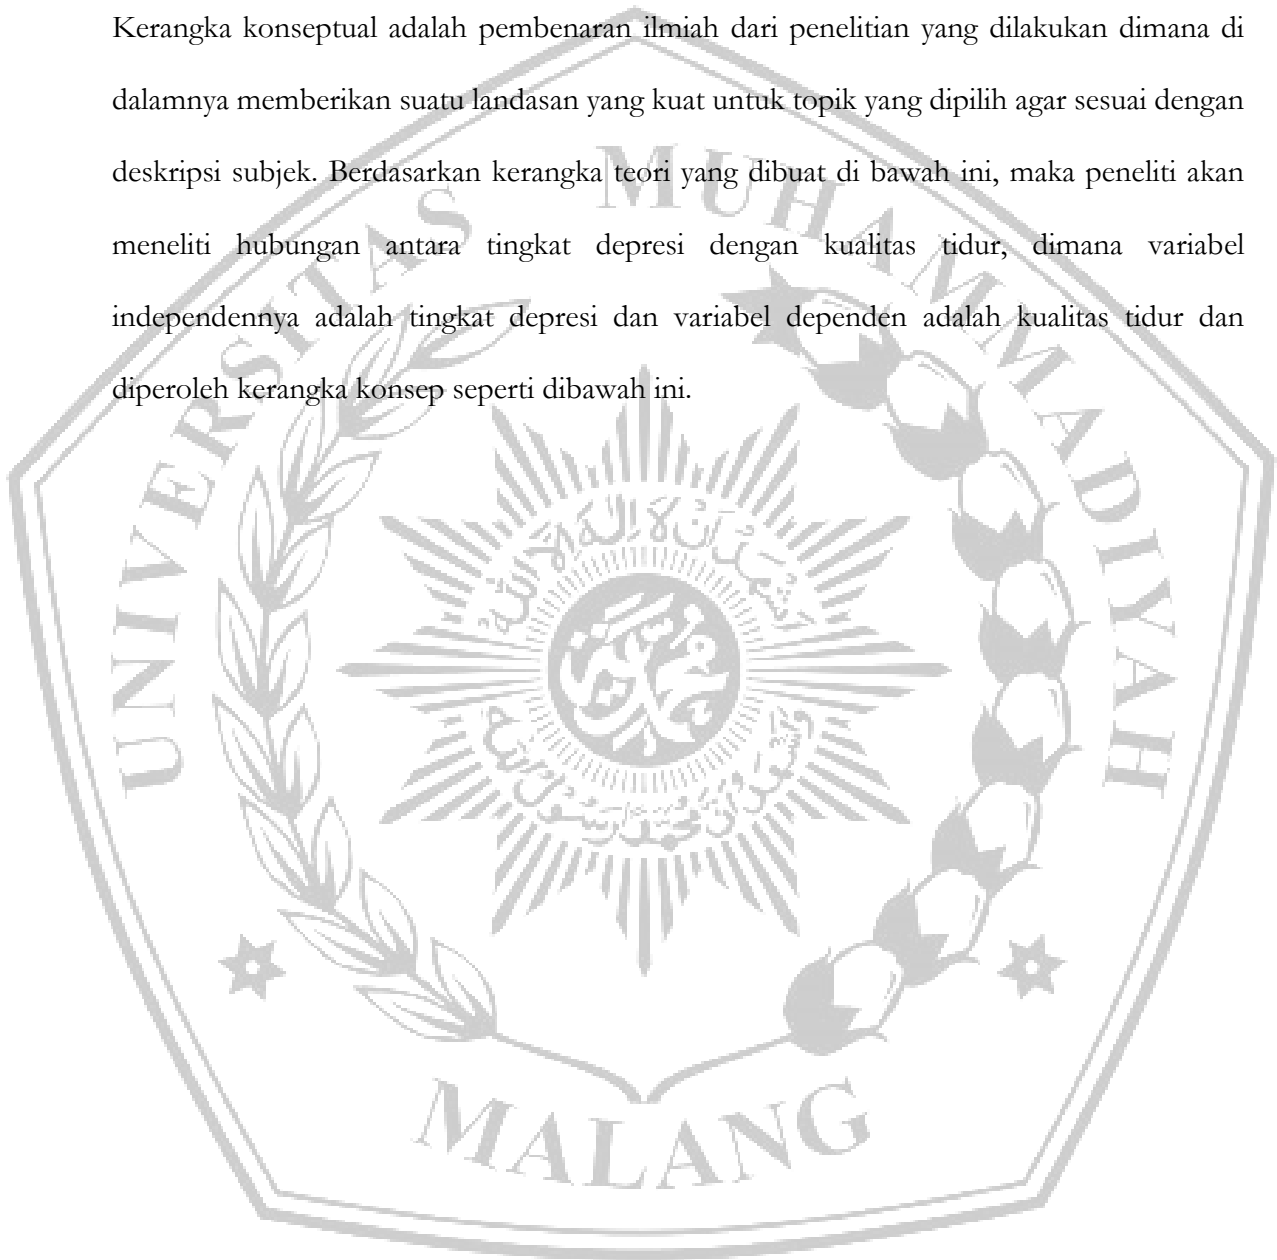 Kerangka konseptual adalah pembenaran ilmiah dari penelitian yang dilakukan dimana di
dalamnya memberikan suatu landasan yang kuat untuk topik yang dipilih agar sesuai dengan
deskripsi subjek. Berdasarkan kerangka teori yang dibuat di bawah ini, maka peneliti akan
meneliti hubungan antara tingkat depresi dengan kualitas tidur, dimana variabel
independennya adalah tingkat depresi dan variabel dependen adalah kualitas tidur dan
diperoleh kerangka konsep seperti dibawah ini.
UNIVERSITAS MUHAMMADIYAH
MALANG